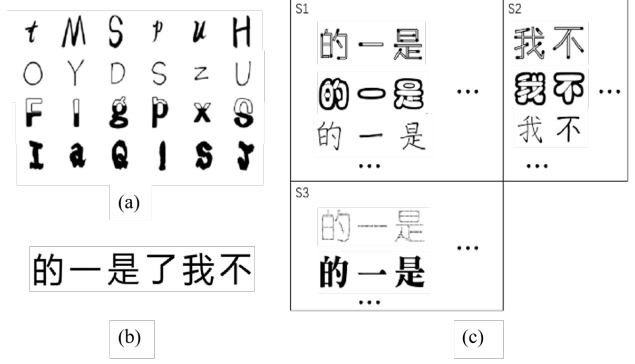 t M S p u H
O Y D S z U
F I g p x S
I a Q l s J
(a)
的一是了我不
(b)
S1
的一是
的一是 ...
的一是
...
S2
我不
我不 ...
我不
...
S3
的一是
...
的一是
...
(c)